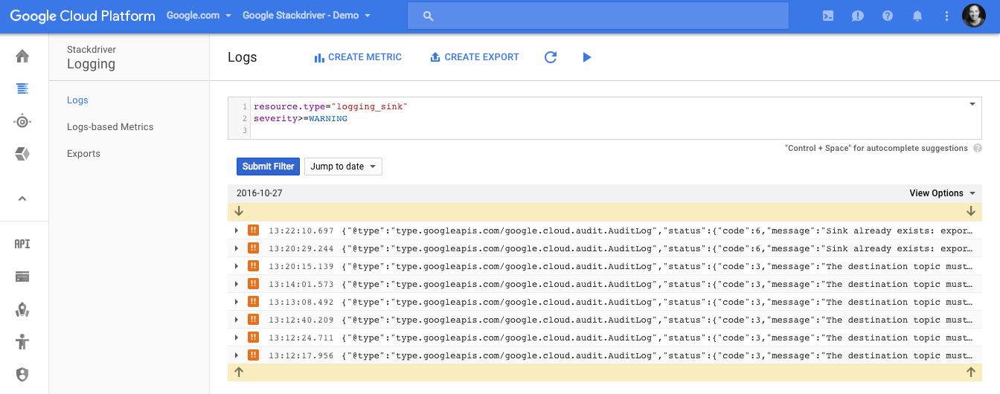 Google Cloud Platform Google.com Google Stackdriver - Demo
Stackdriver
Logging
Logs
Logs-based Metrics
Exports
API
Logs CREATE METRIC CREATE EXPORT
1 resource.type="logging_sink"
2 severity>=WARNING
3
"Control + Space" for autocomplete suggestions ?
Submit Filter Jump to date
2016-10-27 View Options
!! 13:22:10.697 {"@type":"type.googleapis.com/google.cloud.audit.AuditLog","status":{"code":6,"message":"Sink already exists: expor…
!! 13:20:29.244 {"@type":"type.googleapis.com/google.cloud.audit.AuditLog","status":{"code":6,"message":"Sink already exists: expor…
!! 13:20:15.139 {"@type":"type.googleapis.com/google.cloud.audit.AuditLog","status":{"code":3,"message":"The destination topic must…
!! 13:14:01.573 {"@type":"type.googleapis.com/google.cloud.audit.AuditLog","status":{"code":3,"message":"The destination topic must…
!! 13:13:08.492 {"@type":"type.googleapis.com/google.cloud.audit.AuditLog","status":{"code":3,"message":"The destination topic must…
!! 13:12:40.209 {"@type":"type.googleapis.com/google.cloud.audit.AuditLog","status":{"code":3,"message":"The destination topic must…
!! 13:12:24.711 {"@type":"type.googleapis.com/google.cloud.audit.AuditLog","status":{"code":3,"message":"The destination topic must…
!! 13:12:17.956 {"@type":"type.googleapis.com/google.cloud.audit.AuditLog","status":{"code":3,"message":"The destination topic must…